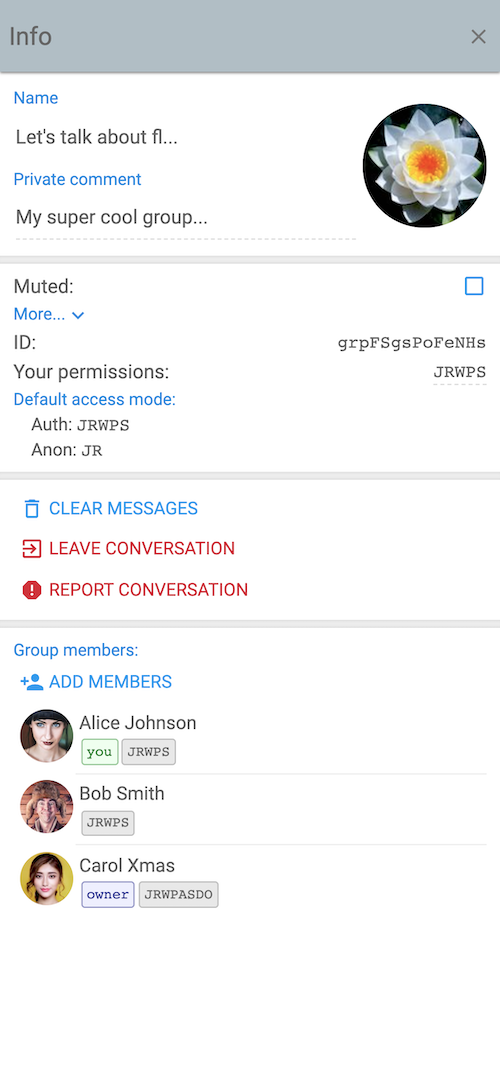 Info
Name
Let's talk about fl...
Private comment
My super cool group...
Muted:
More...
ID: grpFSgsPoFeNHs
Your permissions: JRWPS
Default access mode:
Auth: JRWPS
Anon: JR
CLEAR MESSAGES
LEAVE CONVERSATION
REPORT CONVERSATION
Group members:
ADD MEMBERS
Alice Johnson
you JRWPS
Bob Smith
JRWPS
Carol Xmas
owner JRWPASDO